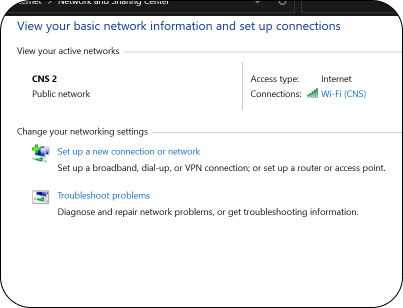 Network and Sharing Center
View your basic network information and set up connections
View your active networks
CNS 2
Public network
Access type: Internet
Connections: Wi-Fi (CNS)
Change your networking settings
Set up a new connection or network
Set up a broadband, dial-up, or VPN connection; or set up a router or access point.
Troubleshoot problems
Diagnose and repair network problems, or get troubleshooting information.